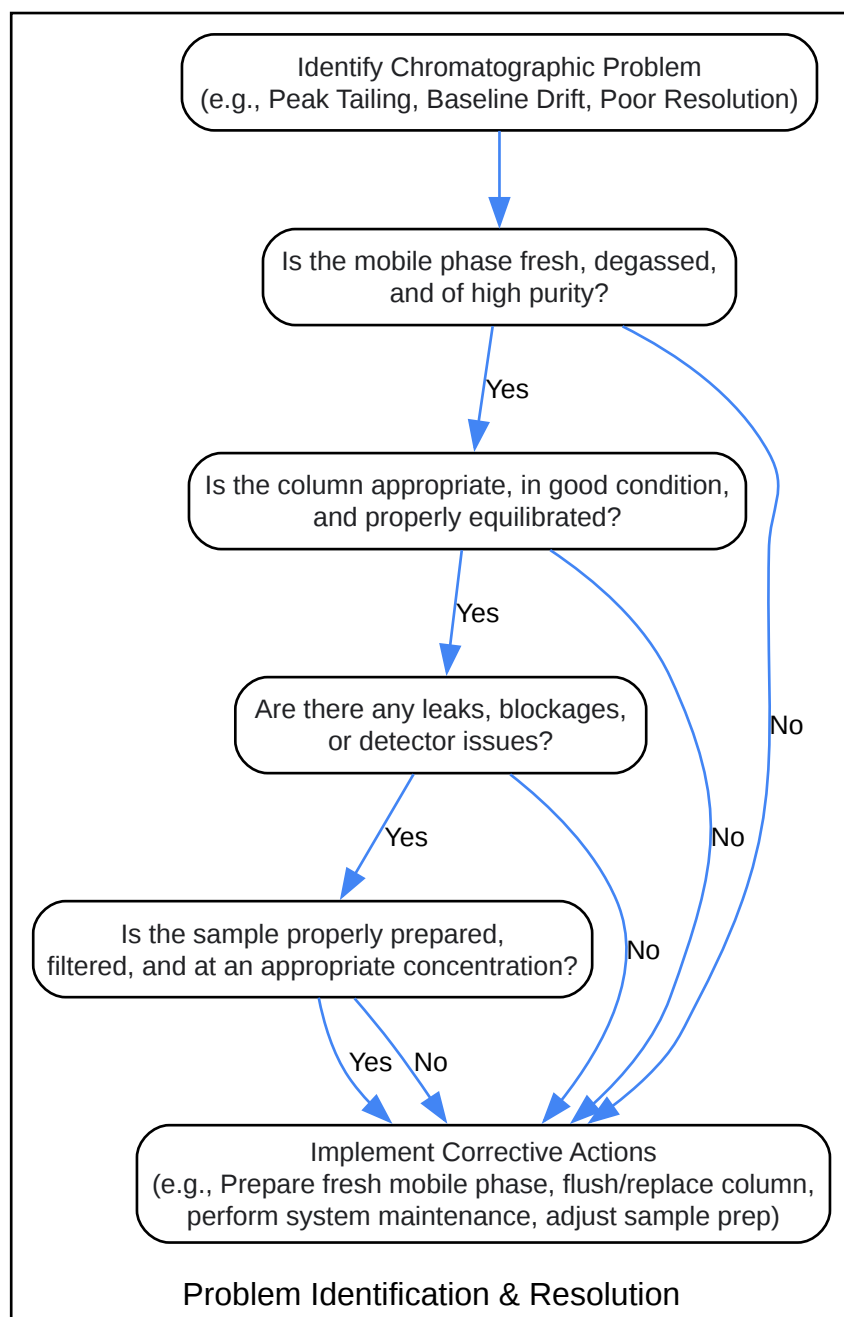 Identify Chromatographic Problem
(e.g., Peak Tailing, Baseline Drift, Poor Resolution)
Is the mobile phase fresh, degassed,
and of high purity?
Yes
Is the column appropriate, in good condition,
and properly equilibrated?
Yes
Are there any leaks, blockages,
or detector issues?
No
Yes
No
Is the sample properly prepared,
filtered, and at an appropriate concentration?
No
Yes
No
Implement Corrective Actions
(e.g., Prepare fresh mobile phase, flush/replace column,
perform system maintenance, adjust sample prep)
Problem Identification & Resolution